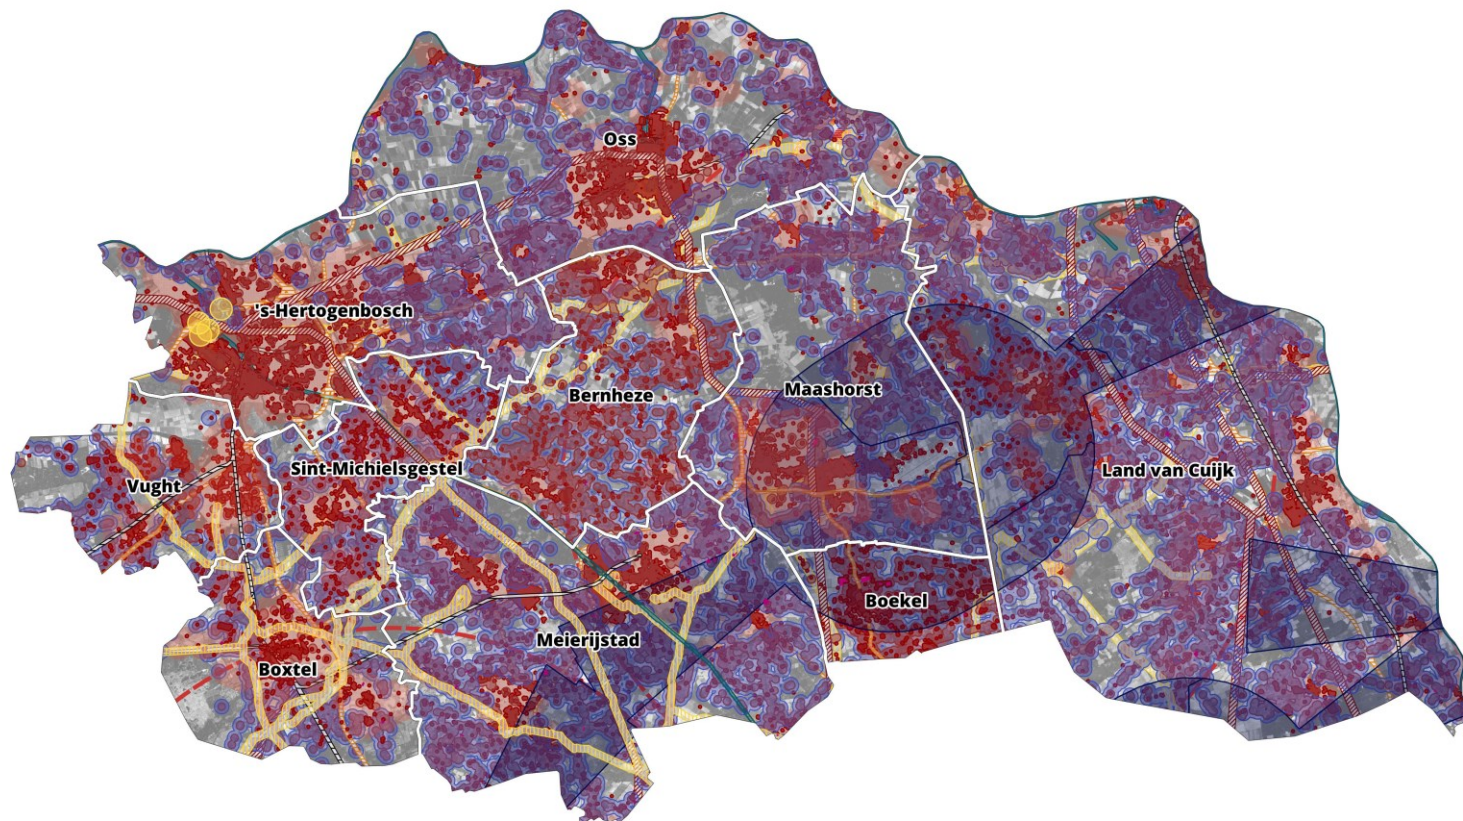 Oss
's-Hertogenbosch
Bernheze
Maashorst
Sint-Michielsgestel
Land van Cuijk
Vught
Boekel
Meierijstad
Boxtel